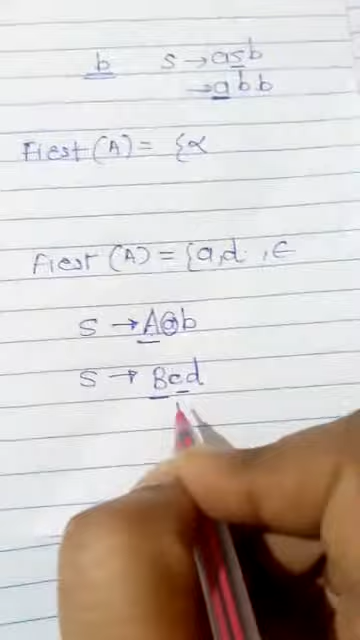 b S → asb
→ abb
First (A) = {α
First (A) = {a,d ,ϵ
S → A@b
S → Bcd